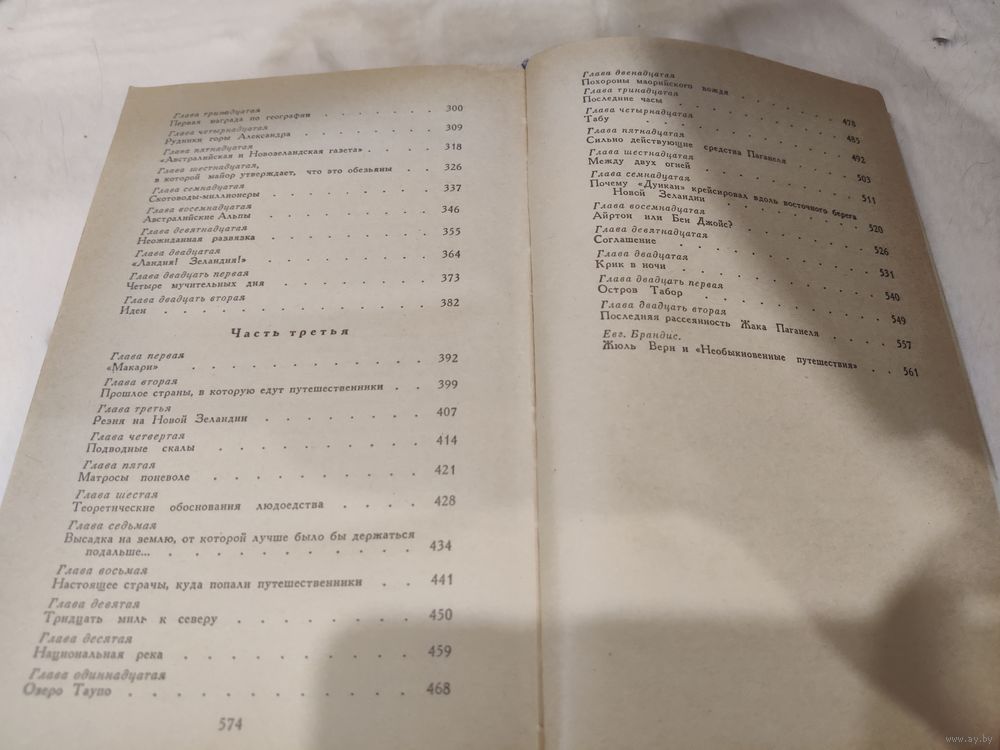 Глава тринадцатая
Первая награда по географии . . . . . . . 300
Глава четырнадцатая
Рудники горы Александра . . . . . . . . 309
Глава пятнадцатая
«Австралийская и Новозеландская газета» . . . . 318
Глава шестнадцатая,
в которой майор утверждает, что это обезьяны . . 326
Глава семнадцатая
Скотоводы-миллионеры . . . . . . . . 337
Глава восемнадцатая
Австралийские Альпы . . . . . . . . 346
Глава девятнадцатая
Неожиданная развязка . . . . . . . . 355
Глава двадцатая
«Ландия! Зеландия!» . . . . . . . . 364
Глава двадцать первая
Четыре мучительных дня . . . . . . . . 373
Глава двадцать вторая
Иден . . . . . . . . . . . 382
Часть третья
Глава первая
«Макари» . . . . . . . . . . 392
Глава вторая
Прошлое страны, в которую едут путешественники . . 399
Глава третья
Резня на Новой Зеландии . . . . . . . . 407
Глава четвертая
Подводные скалы . . . . . . . . . 414
Глава пятая
Матросы поневоле . . . . . . . . . 421
Глава шестая
Теоретические обоснования людоедства . . . . 428
Глава седьмая
Высадка на землю, от которой лучше было бы держаться
подальше... . . . . . . . . . . . 434
Глава восьмая
Настоящее страчы, куда попали путешественники . . 441
Глава девятая
Тридцать миль к северу . . . . . . . . 450
Глава десятая
Национальная река . . . . . . . . . 459
Глава одиннадцатая
Озеро Таупо . . . . . . . . . . . 468
574
Глава двенадцатая
Похороны маорийского вождя . . . . . . . 478
Глава тринадцатая
Последние часы . . . . . . . . . . 485
Глава четырнадцатая
Табу . . . . . . . . . . . . 492
Глава пятнадцатая
Сильно действующие средства Паганеля . . . . 503
Глава шестнадцатая
Между двух огней . . . . . . . . . 511
Глава семнадцатая
Почему «Дункан» крейсировал вдоль восточного берега
Новой Зеландии . . . . . . . . . 520
Глава восемнадцатая
Айртон или Бен Джойс? . . . . . . . . 526
Глава девятнадцатая
Соглашение . . . . . . . . . . . 531
Глава двадцатая
Крик в ночи . . . . . . . . . . . 540
Глава двадцать первая
Остров Табор . . . . . . . . . . 549
Глава двадцать вторая
Последняя рассеянность Жака Паганеля . . . . 557
Евг. Брандис.
Жюль Верн и «Необыкновенные путешествия» . . 561
www.ay.by